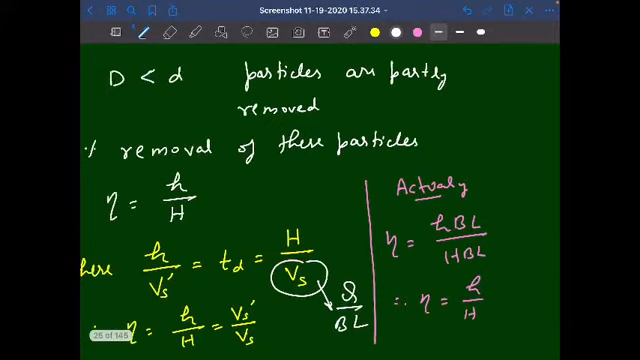 Screenshot 11-19-2020 15.37.34
D < d particles are partly
removed
% removal of these particles
η = h/H
here h/Vs' = td = H/Vs
Q/BL
∴ η = h/H = Vs'/Vs
Actualy
η = hBL/HBL
∴ η = h/H
25 of 145